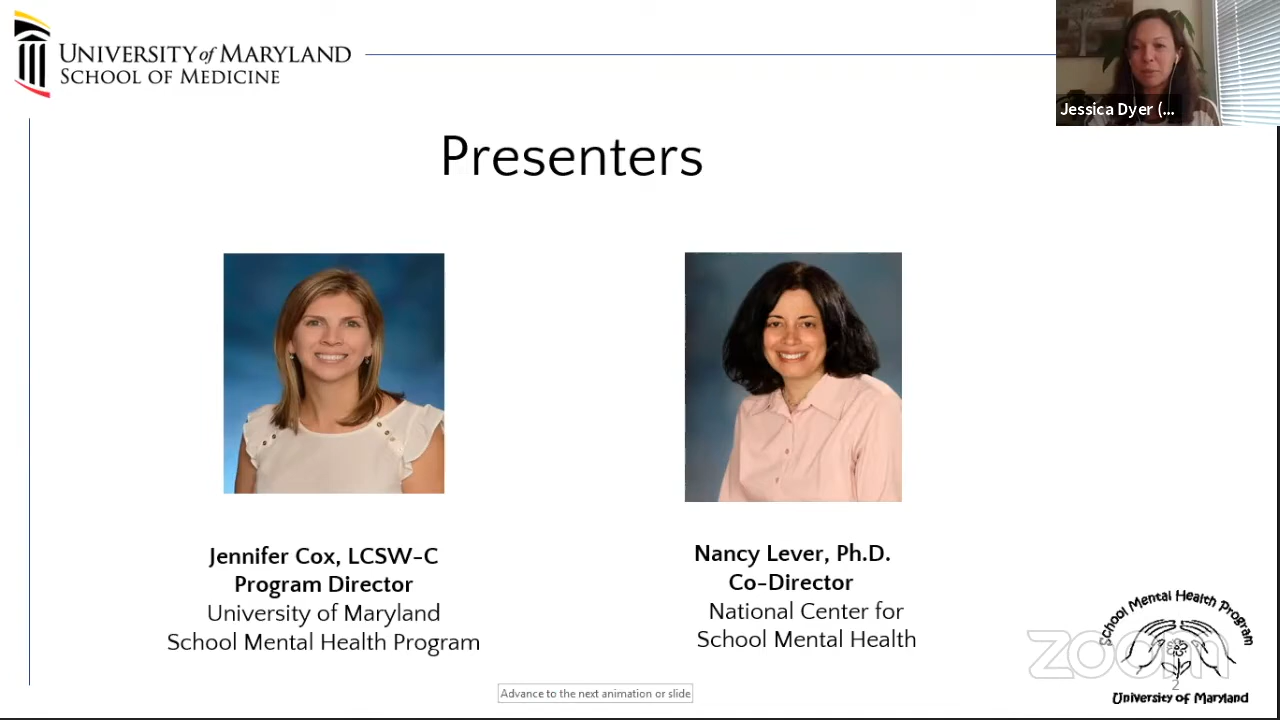 UNIVERSITY of MARYLAND
SCHOOL OF MEDICINE
Jessica Dyer (...
Presenters
Jennifer Cox, LCSW-C
Program Director
University of Maryland
School Mental Health Program
Nancy Lever, Ph.D.
Co-Director
National Center for
School Mental Health
School Mental Health Program
zoom
2
University of Maryland
Advance to the next animation or slide